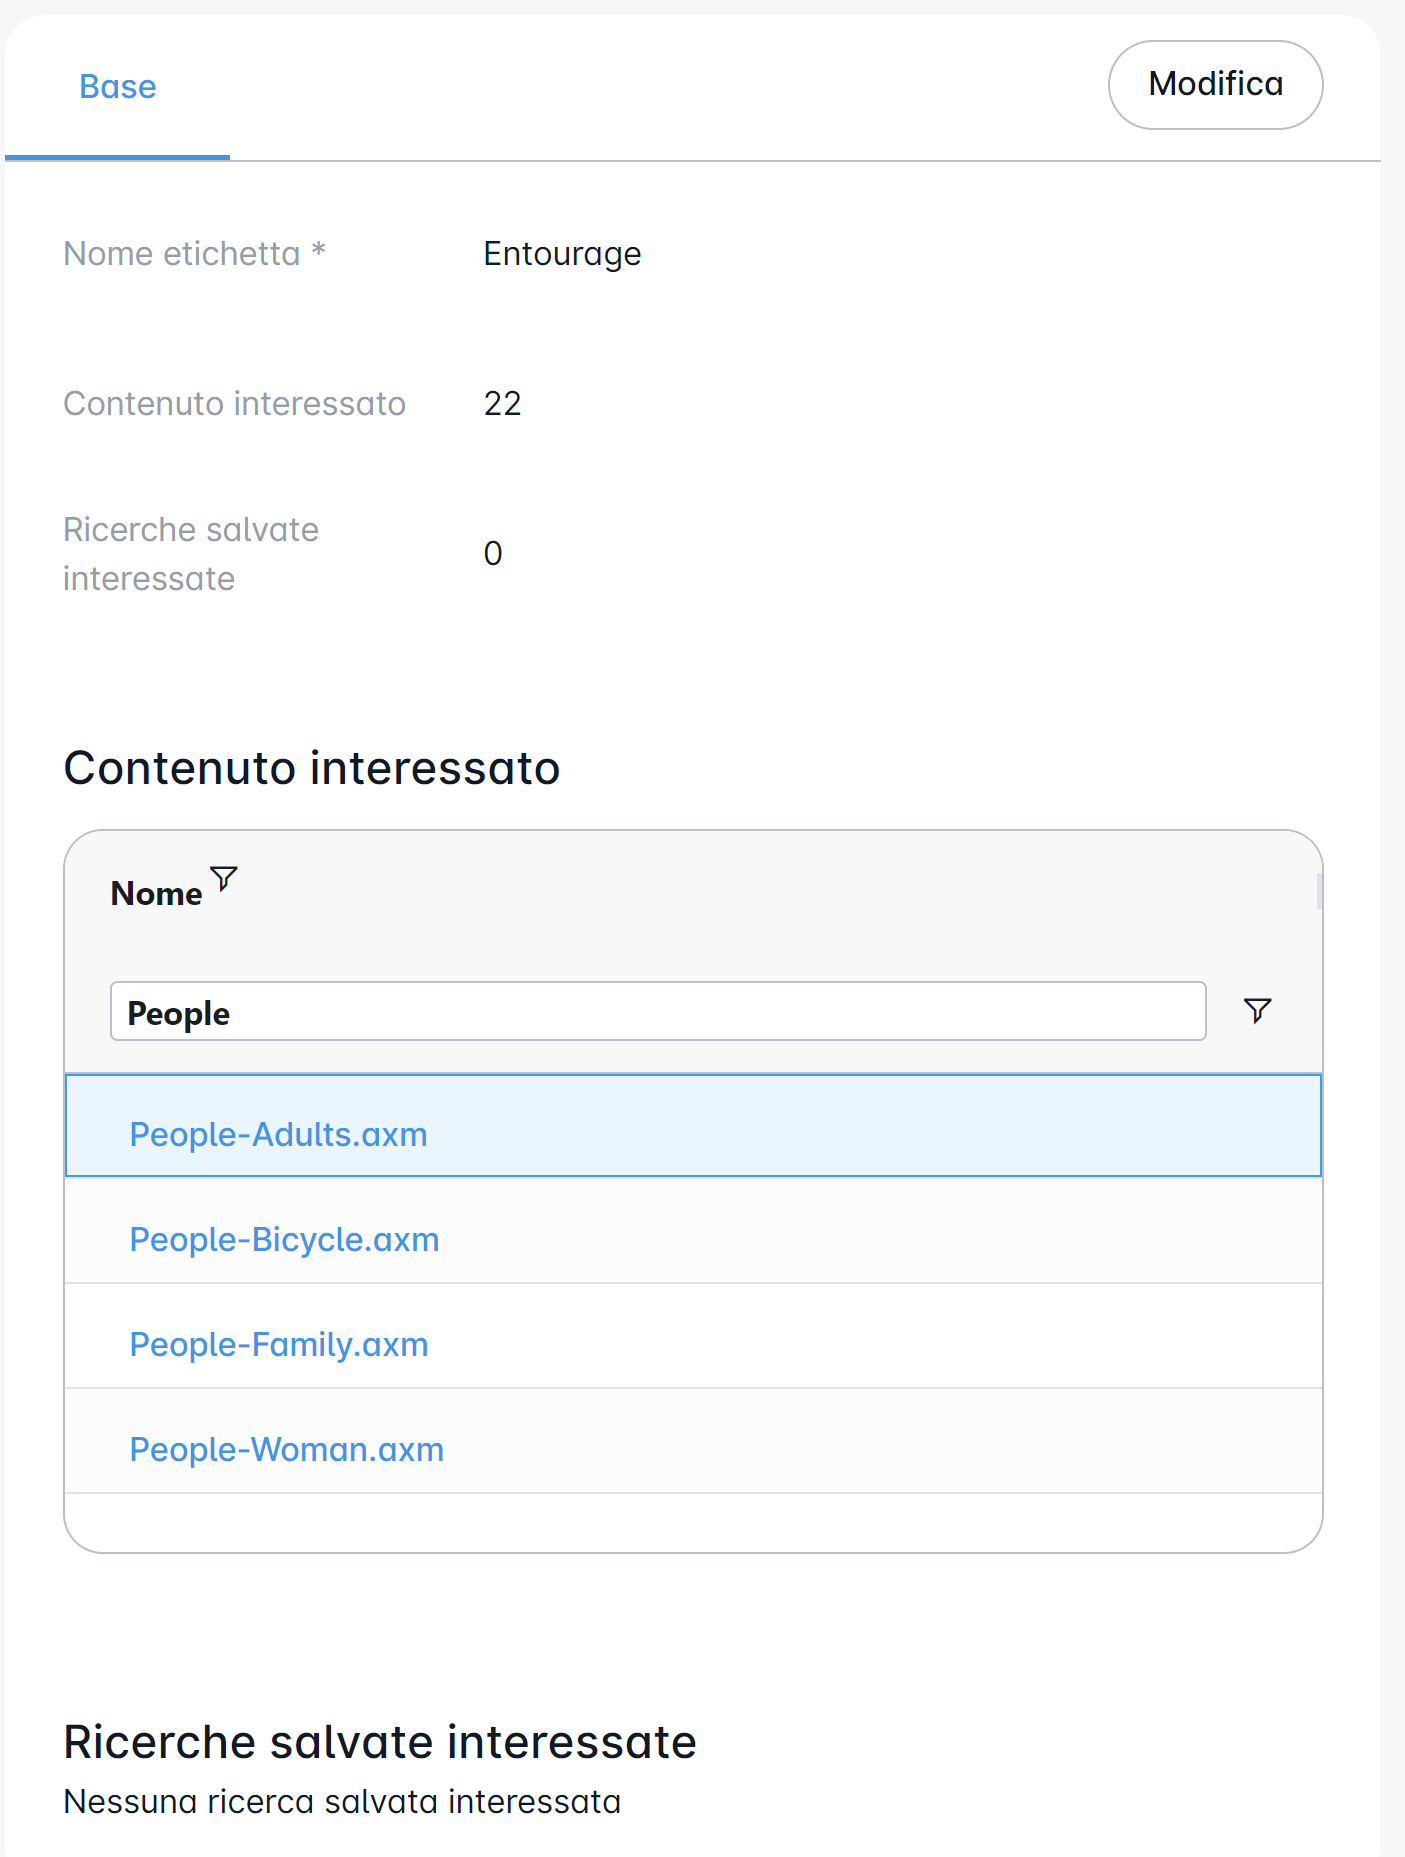 Base
Modifica
Nome etichetta *
Entourage
Contenuto interessato
22
Ricerche salvate
interessate
0
Contenuto interessato
Nome
People
People-Adults.axm
People-Bicycle.axm
People-Family.axm
People-Woman.axm
Ricerche salvate interessate
Nessuna ricerca salvata interessata